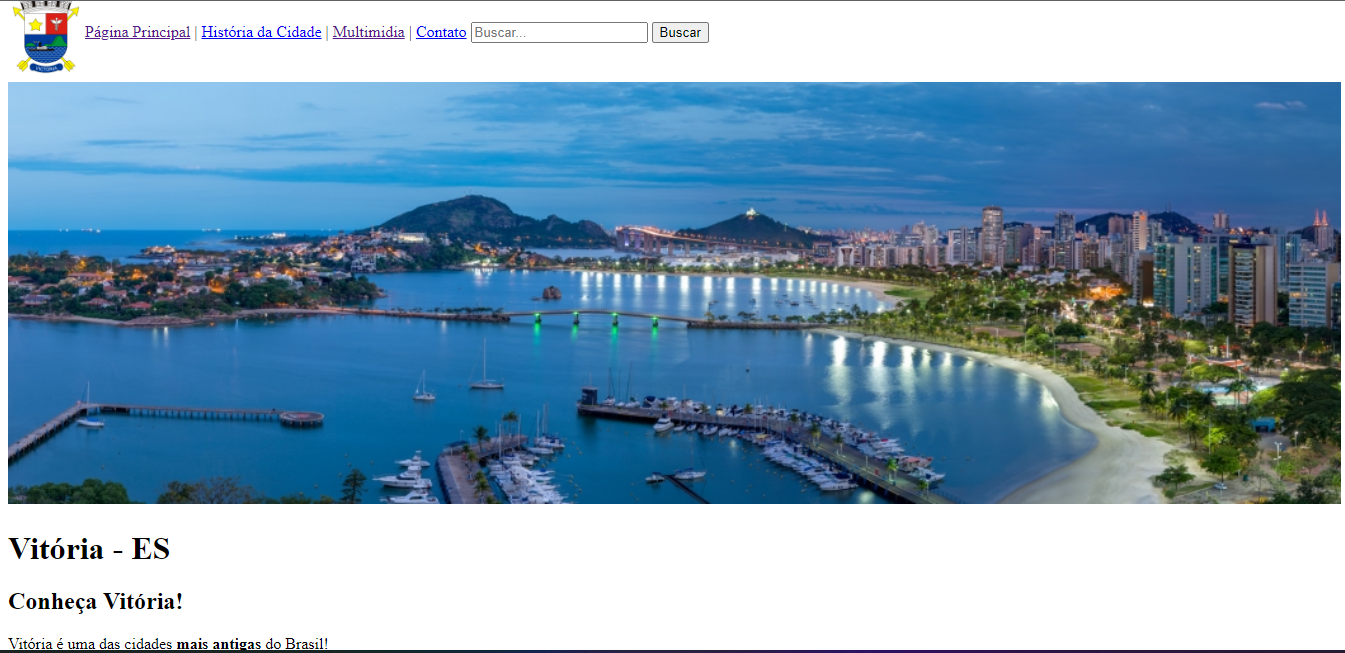 Página Principal | História da Cidade | Multimidia | Contato Buscar... Buscar
Vitória - ES
Conheça Vitória!
Vitória é uma das cidades mais antigas do Brasil!